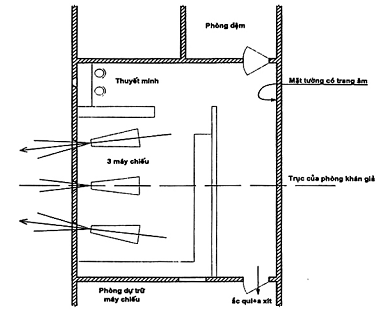 Phòng đệm
Thuyết minh
Mặt tường có trang âm
3 máy chiếu
Trục của phòng khán giả
Phòng dự trữ
máy chiếu
ắc qui+a xít